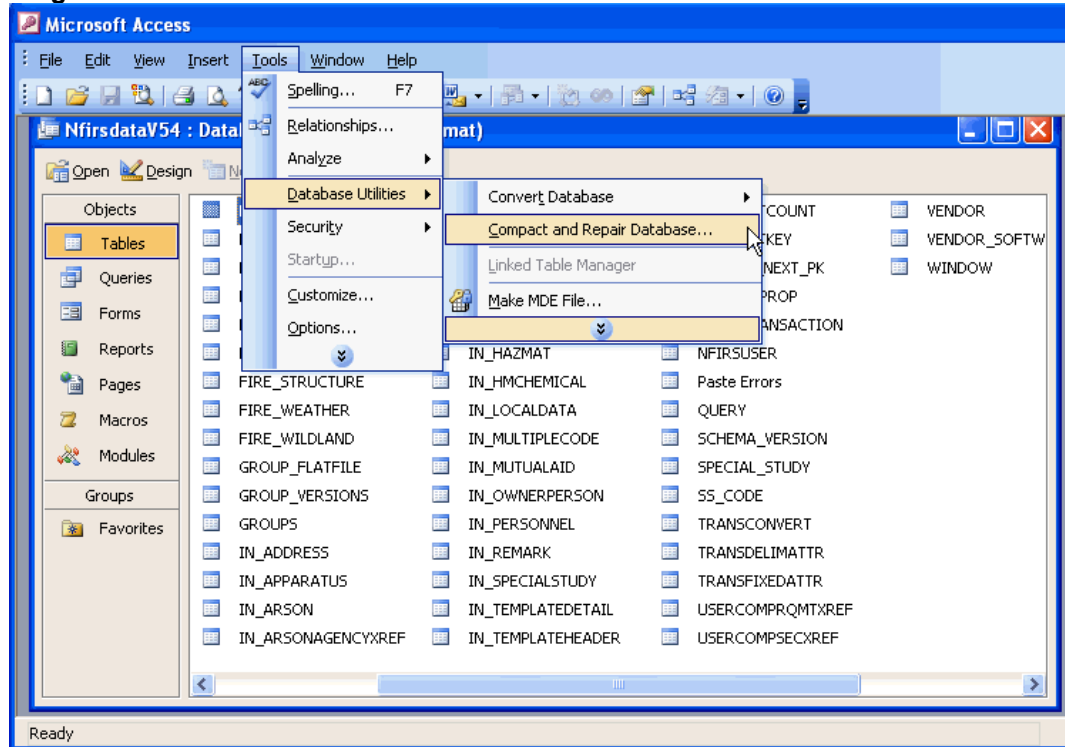 Microsoft Access
File Edit View Insert Tools Window Help
Spelling... F7
Relationships...
Analyze
Database Utilities
Security
Startup...
Customize...
Options...
Convert Database
Compact and Repair Database...
Linked Table Manager
Make MDE File...
NfirsdataV54 : Data
mat)
Open Design
Objects
Tables
Queries
Forms
Reports
Pages
Macros
Modules
Groups
Favorites
FIRE_STRUCTURE
FIRE_WEATHER
FIRE_WILDLAND
GROUP_FLATFILE
GROUP_VERSIONS
GROUPS
IN_ADDRESS
IN_APPARATUS
IN_ARSON
IN_ARSONAGENCYXREF
IN_HAZMAT
IN_HMCHEMICAL
IN_LOCALDATA
IN_MULTIPLECODE
IN_MUTUALAID
IN_OWNERPERSON
IN_PERSONNEL
IN_REMARK
IN_SPECIALSTUDY
IN_TEMPLATEDETAIL
IN_TEMPLATEHEADER
TCOUNT
KEY
NEXT_PK
PROP
ANSACTION
NFIRSUSER
Paste Errors
QUERY
SCHEMA_VERSION
SPECIAL_STUDY
SS_CODE
TRANSCONVERT
TRANSDELIMATTR
TRANSFIXEDATTR
USERCOMPRQMTXREF
USERCOMPSECXREF
VENDOR
VENDOR_SOFTW
WINDOW
Ready